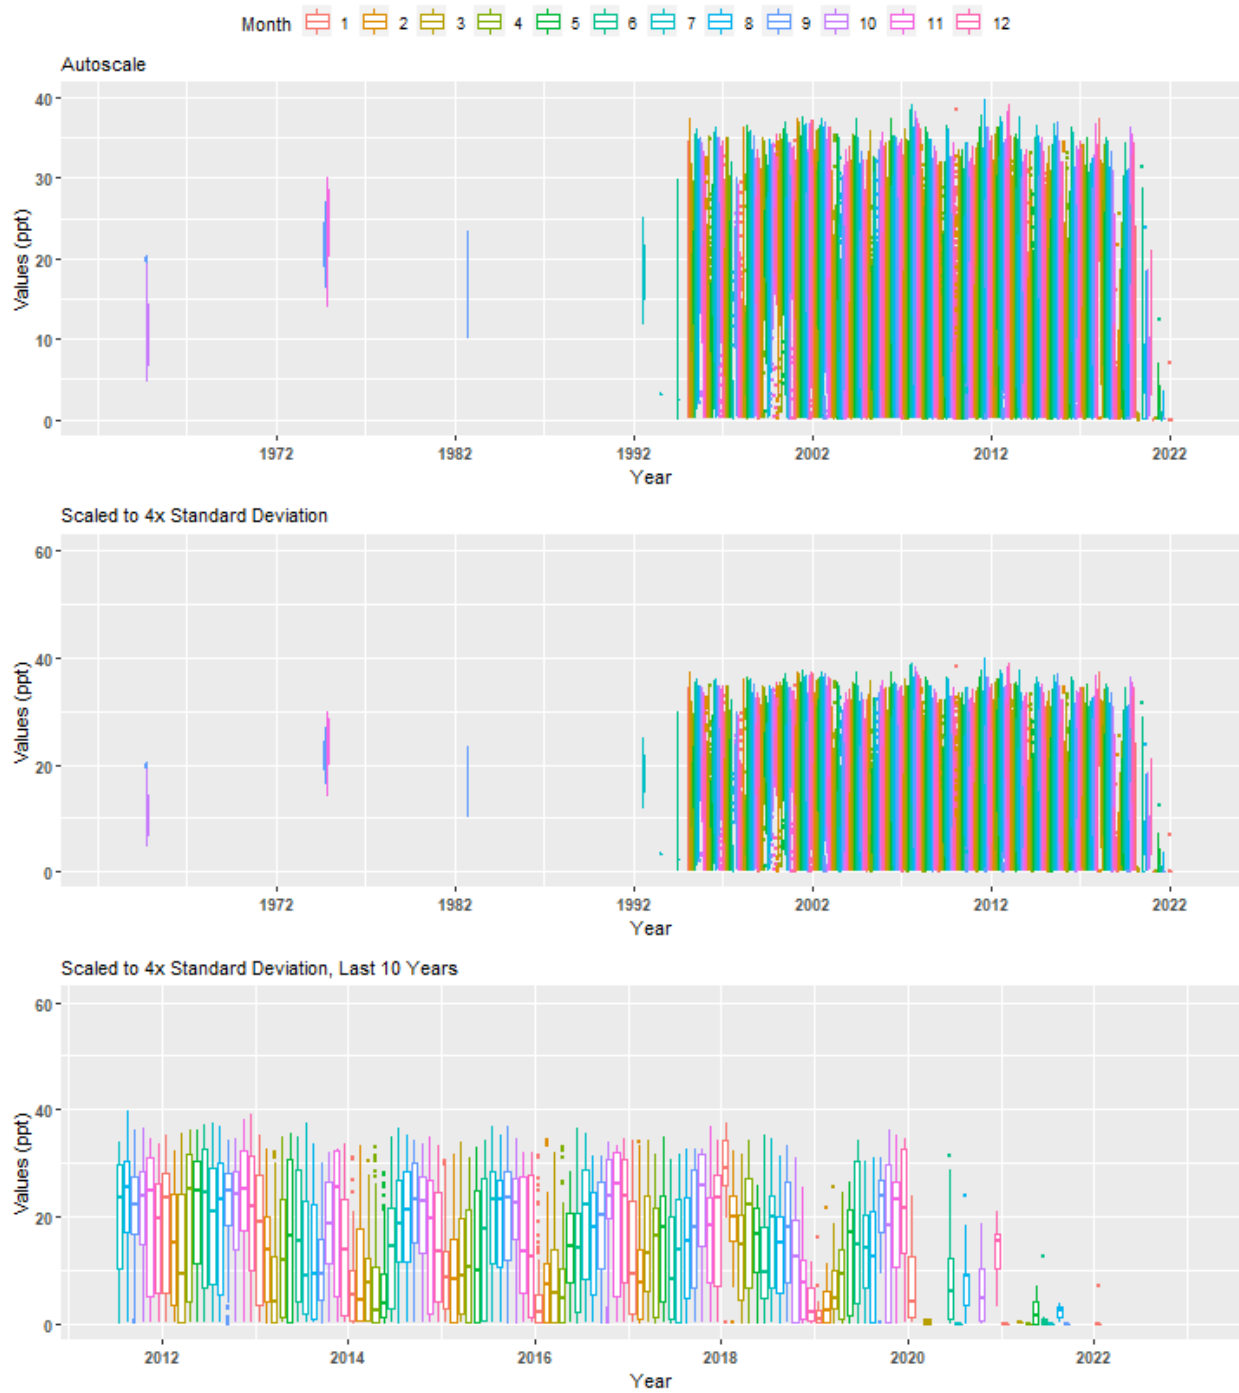 Month 1 2 3 4 5 6 7 8 9 10 11 12
Autoscale
40
30
20
10
0
Values (ppt)
1972 1982 1992 2002 2012 2022
Year
Scaled to 4x Standard Deviation
60
40
20
0
Values (ppt)
1972 1982 1992 2002 2012 2022
Year
Scaled to 4x Standard Deviation, Last 10 Years
60
40
20
0
Values (ppt)
2012 2014 2016 2018 2020 2022
Year